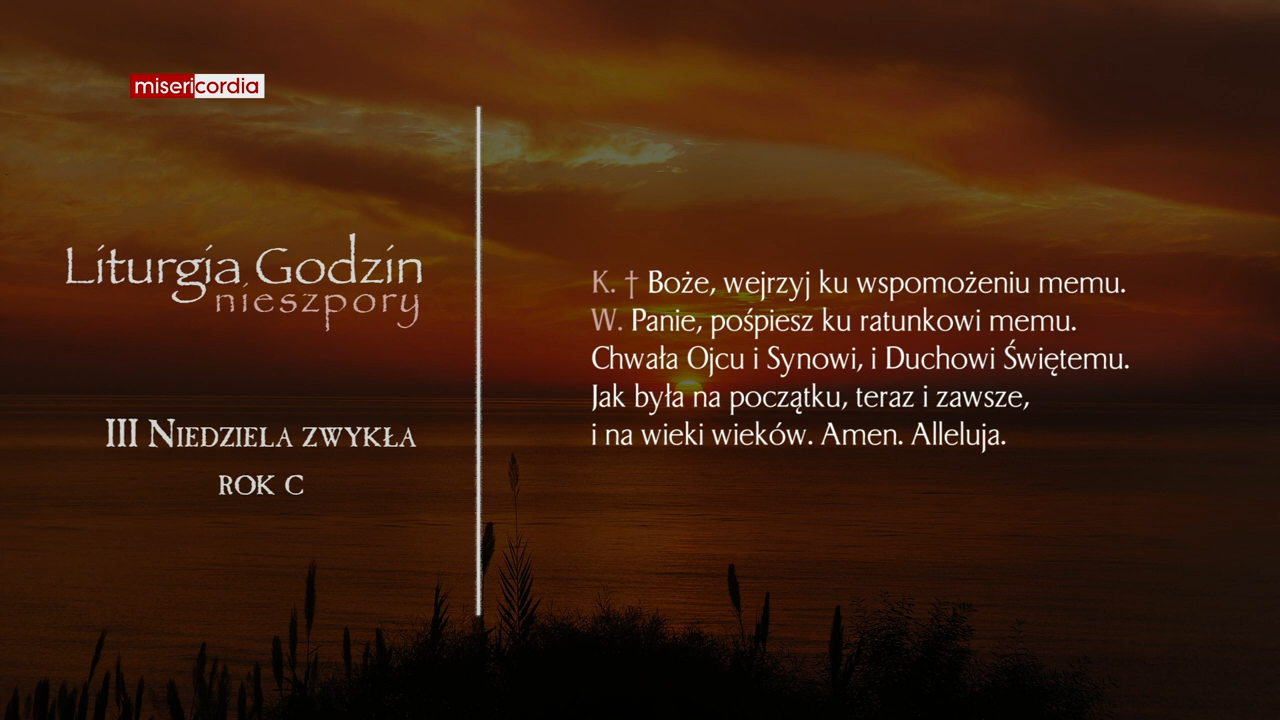 misericordia
Liturgia Godzin
nieszpory
III Niedziela zwykła
rok C
K. † Boże, wejrzyj ku wspomożeniu memu.
W. Panie, pośpiesz ku ratunkowi memu.
Chwała Ojcu i Synowi, i Duchowi Świętemu.
Jak była na początku, teraz i zawsze,
i na wieki wieków. Amen. Alleluja.